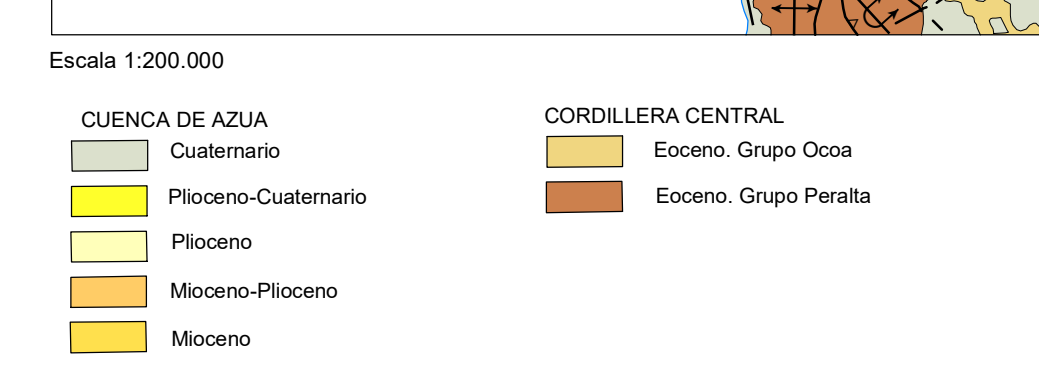 Escala 1:200.000
CUENCA DE AZUA
Cuaternario
Plioceno-Cuaternario
Plioceno
Mioceno-Plioceno
Mioceno
CORDILLERA CENTRAL
Eoceno. Grupo Ocoa
Eoceno. Grupo Peralta